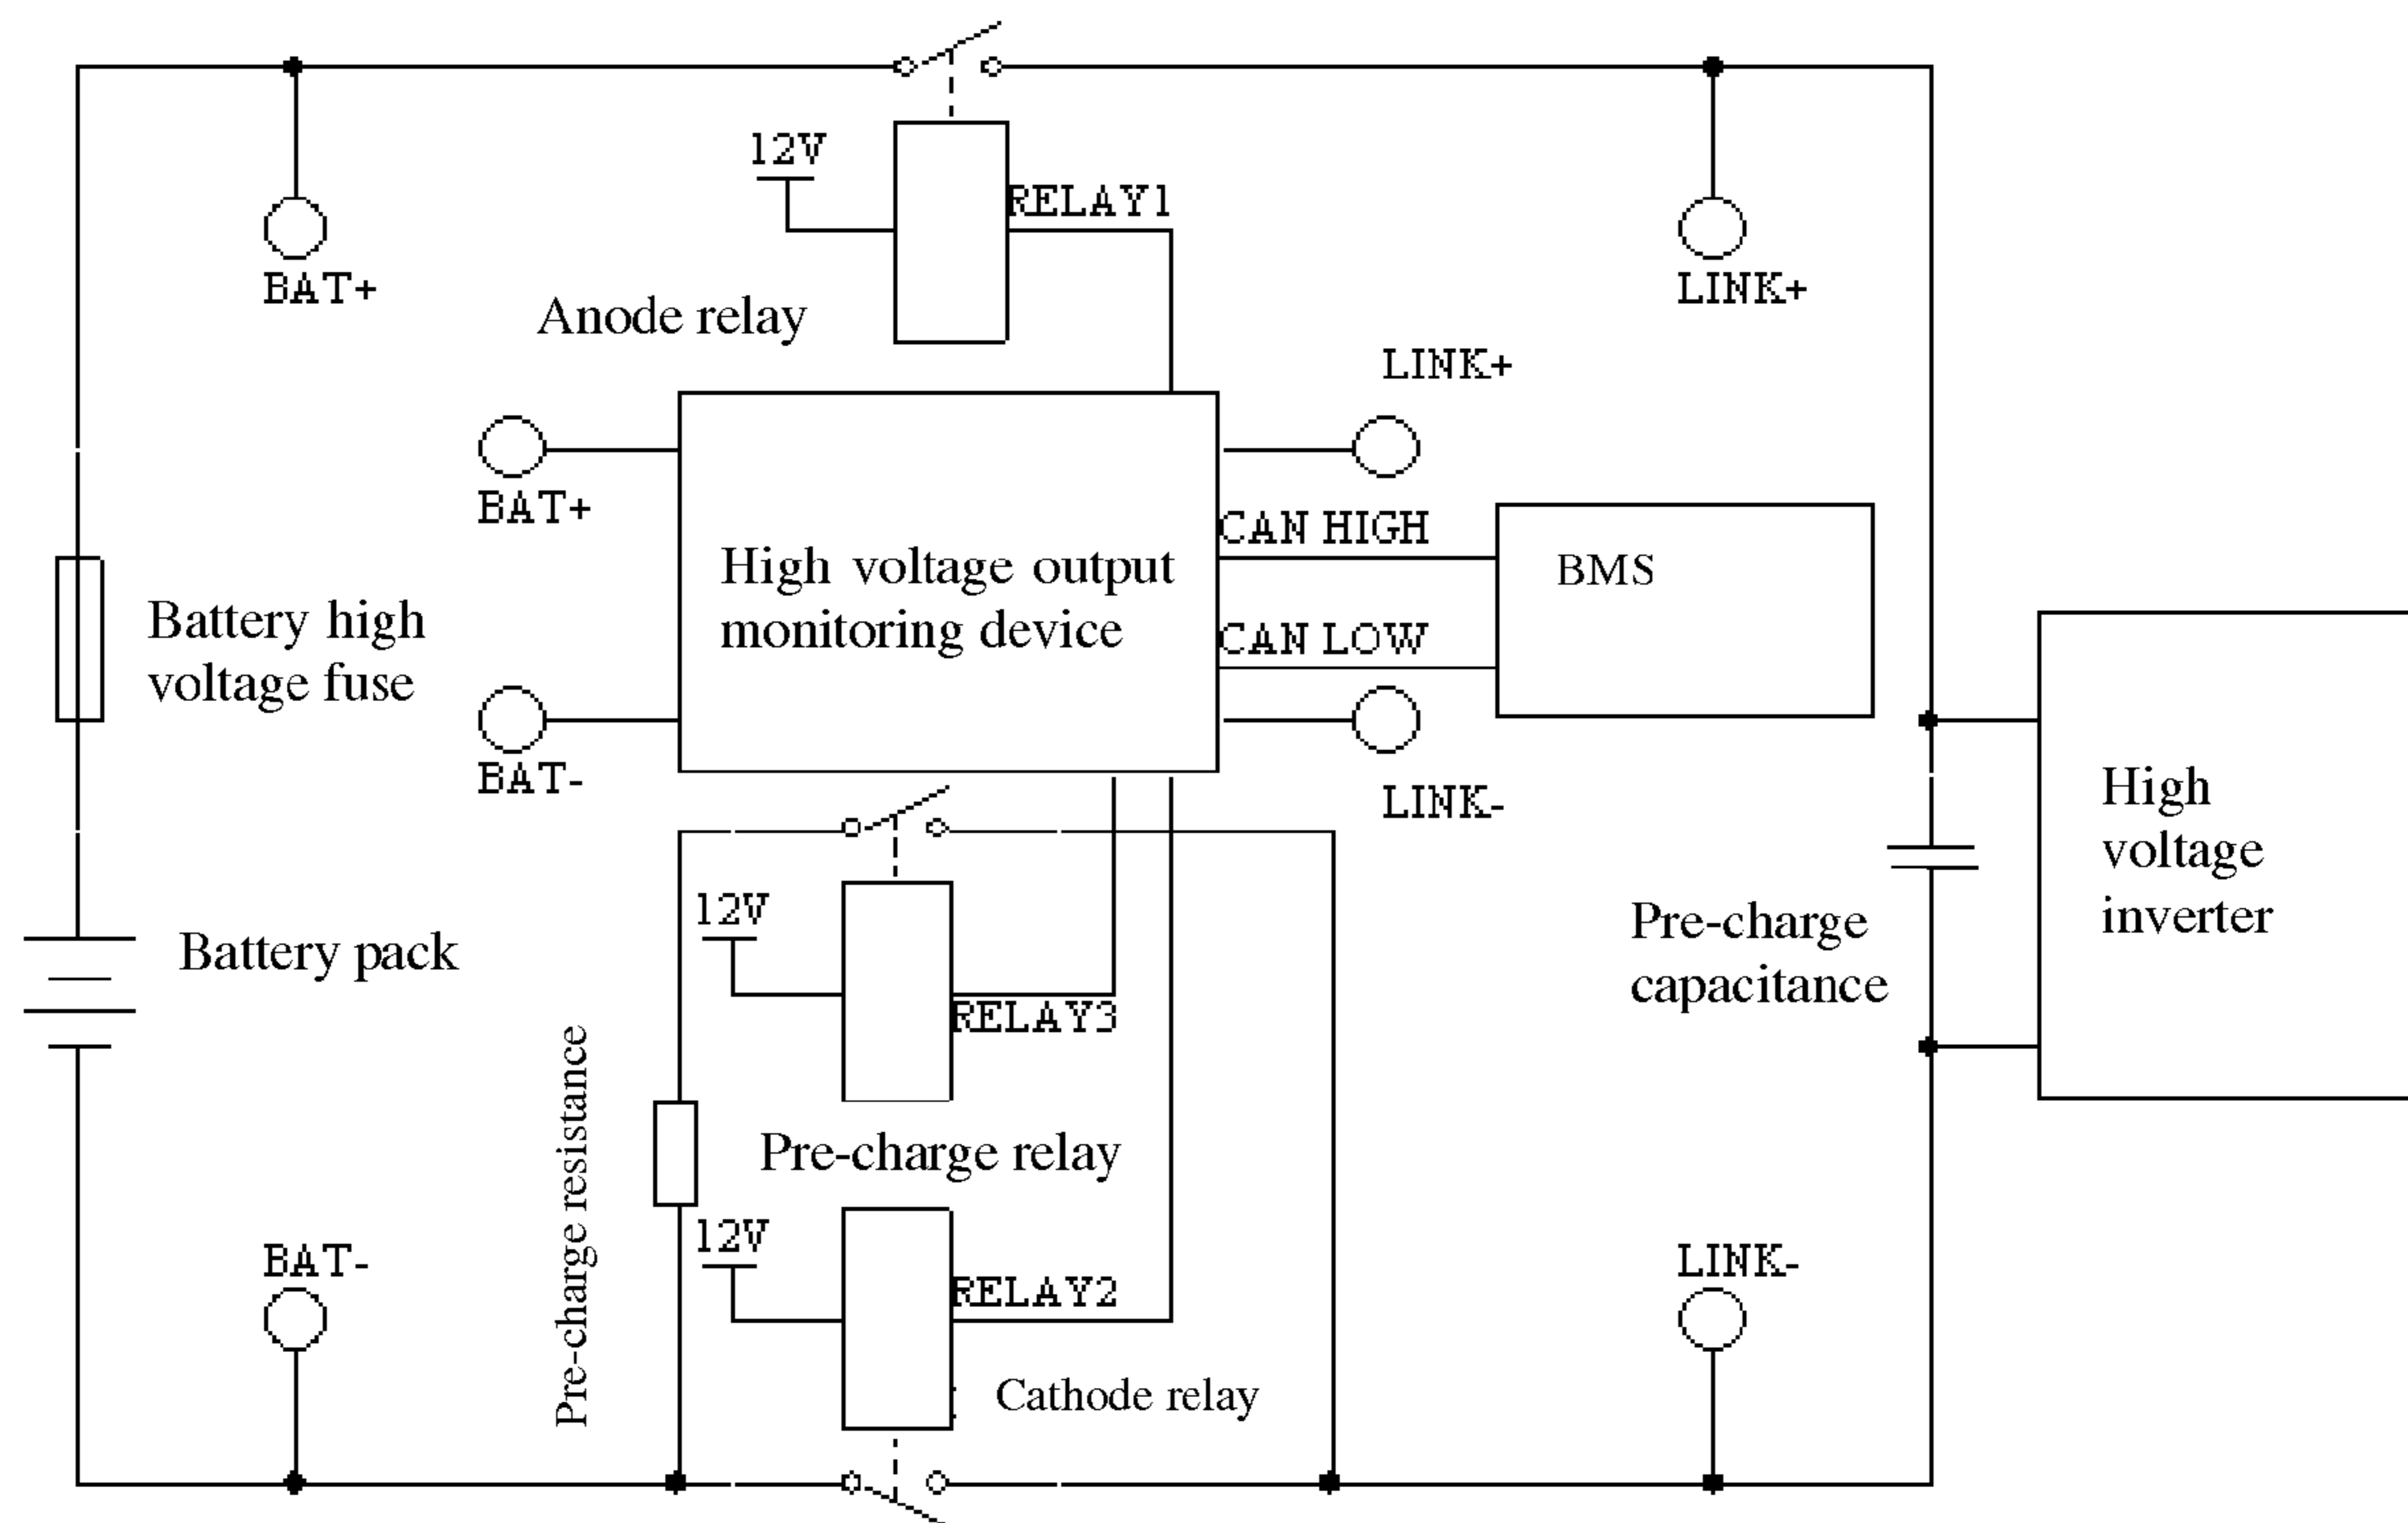 12V
RELAY1
BAT+
LINK+
Anode relay
LINK+
BAT+
CAN HIGH
High voltage output
monitoring device
BMS
Battery high
voltage fuse
CAN LOW
BAT-
LINK-
High
voltage
inverter
12V
Battery pack
Pre-charge
capacitance
RELAY3
Pre-charge resistance
Pre-charge relay
12V
BAT-
LINK-
RELAY2
Cathode relay